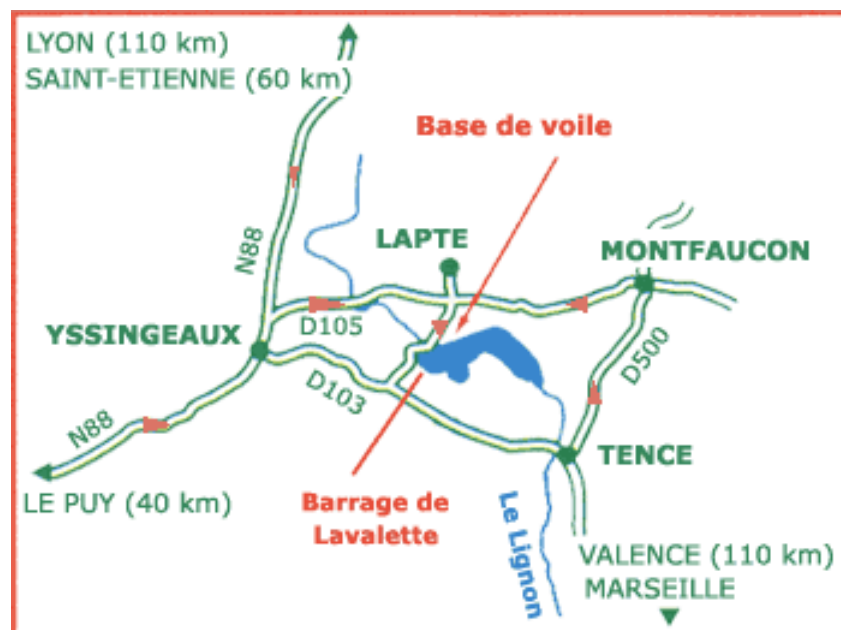 LYON (110 km)
SAINT-ETIENNE (60 km)
Base de voile
N88
LAPTE
MONTFAUCON
D105
YSSINGEAUX
D103
D500
N88
TENCE
LE PUY (40 km)
Barrage de
Lavalette
Le Lignon
VALENCE (110 km)
MARSEILLE